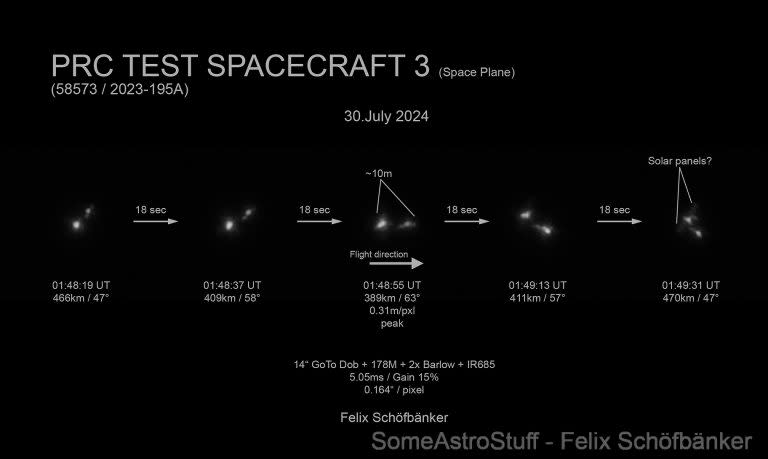 PRC TEST SPACECRAFT 3 (Space Plane)
(58573 / 2023-195A)
30.July 2024
Solar panels?
~10m
18 sec
18 sec
18 sec
18 sec
Flight direction
01:48:19 UT
466km / 47°
01:48:37 UT
409km / 58°
01:48:55 UT
389km / 63°
0.31m/pxl
peak
01:49:13 UT
411km / 57°
01:49:31 UT
470km / 47°
14“ GoTo Dob + 178M + 2x Barlow + IR685
5.05ms / Gain 15%
0.164“ / pixel
Felix Schöfbänker
SomeAstroStuff - Felix Schöfbänker